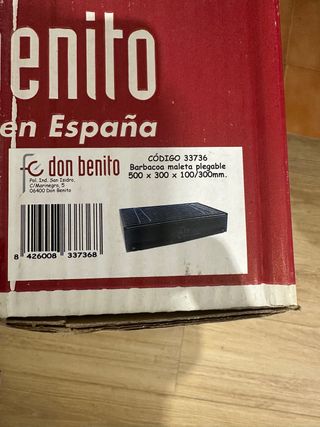 enito
en España
don benito
Pol. Ind. San Isidro,
C/Marinegro, 5
06400 Don Benito
CÓDIGO 33736
Barbacoa maleta plegable
500 x 300 x 100/300mm.
8 426008 337368